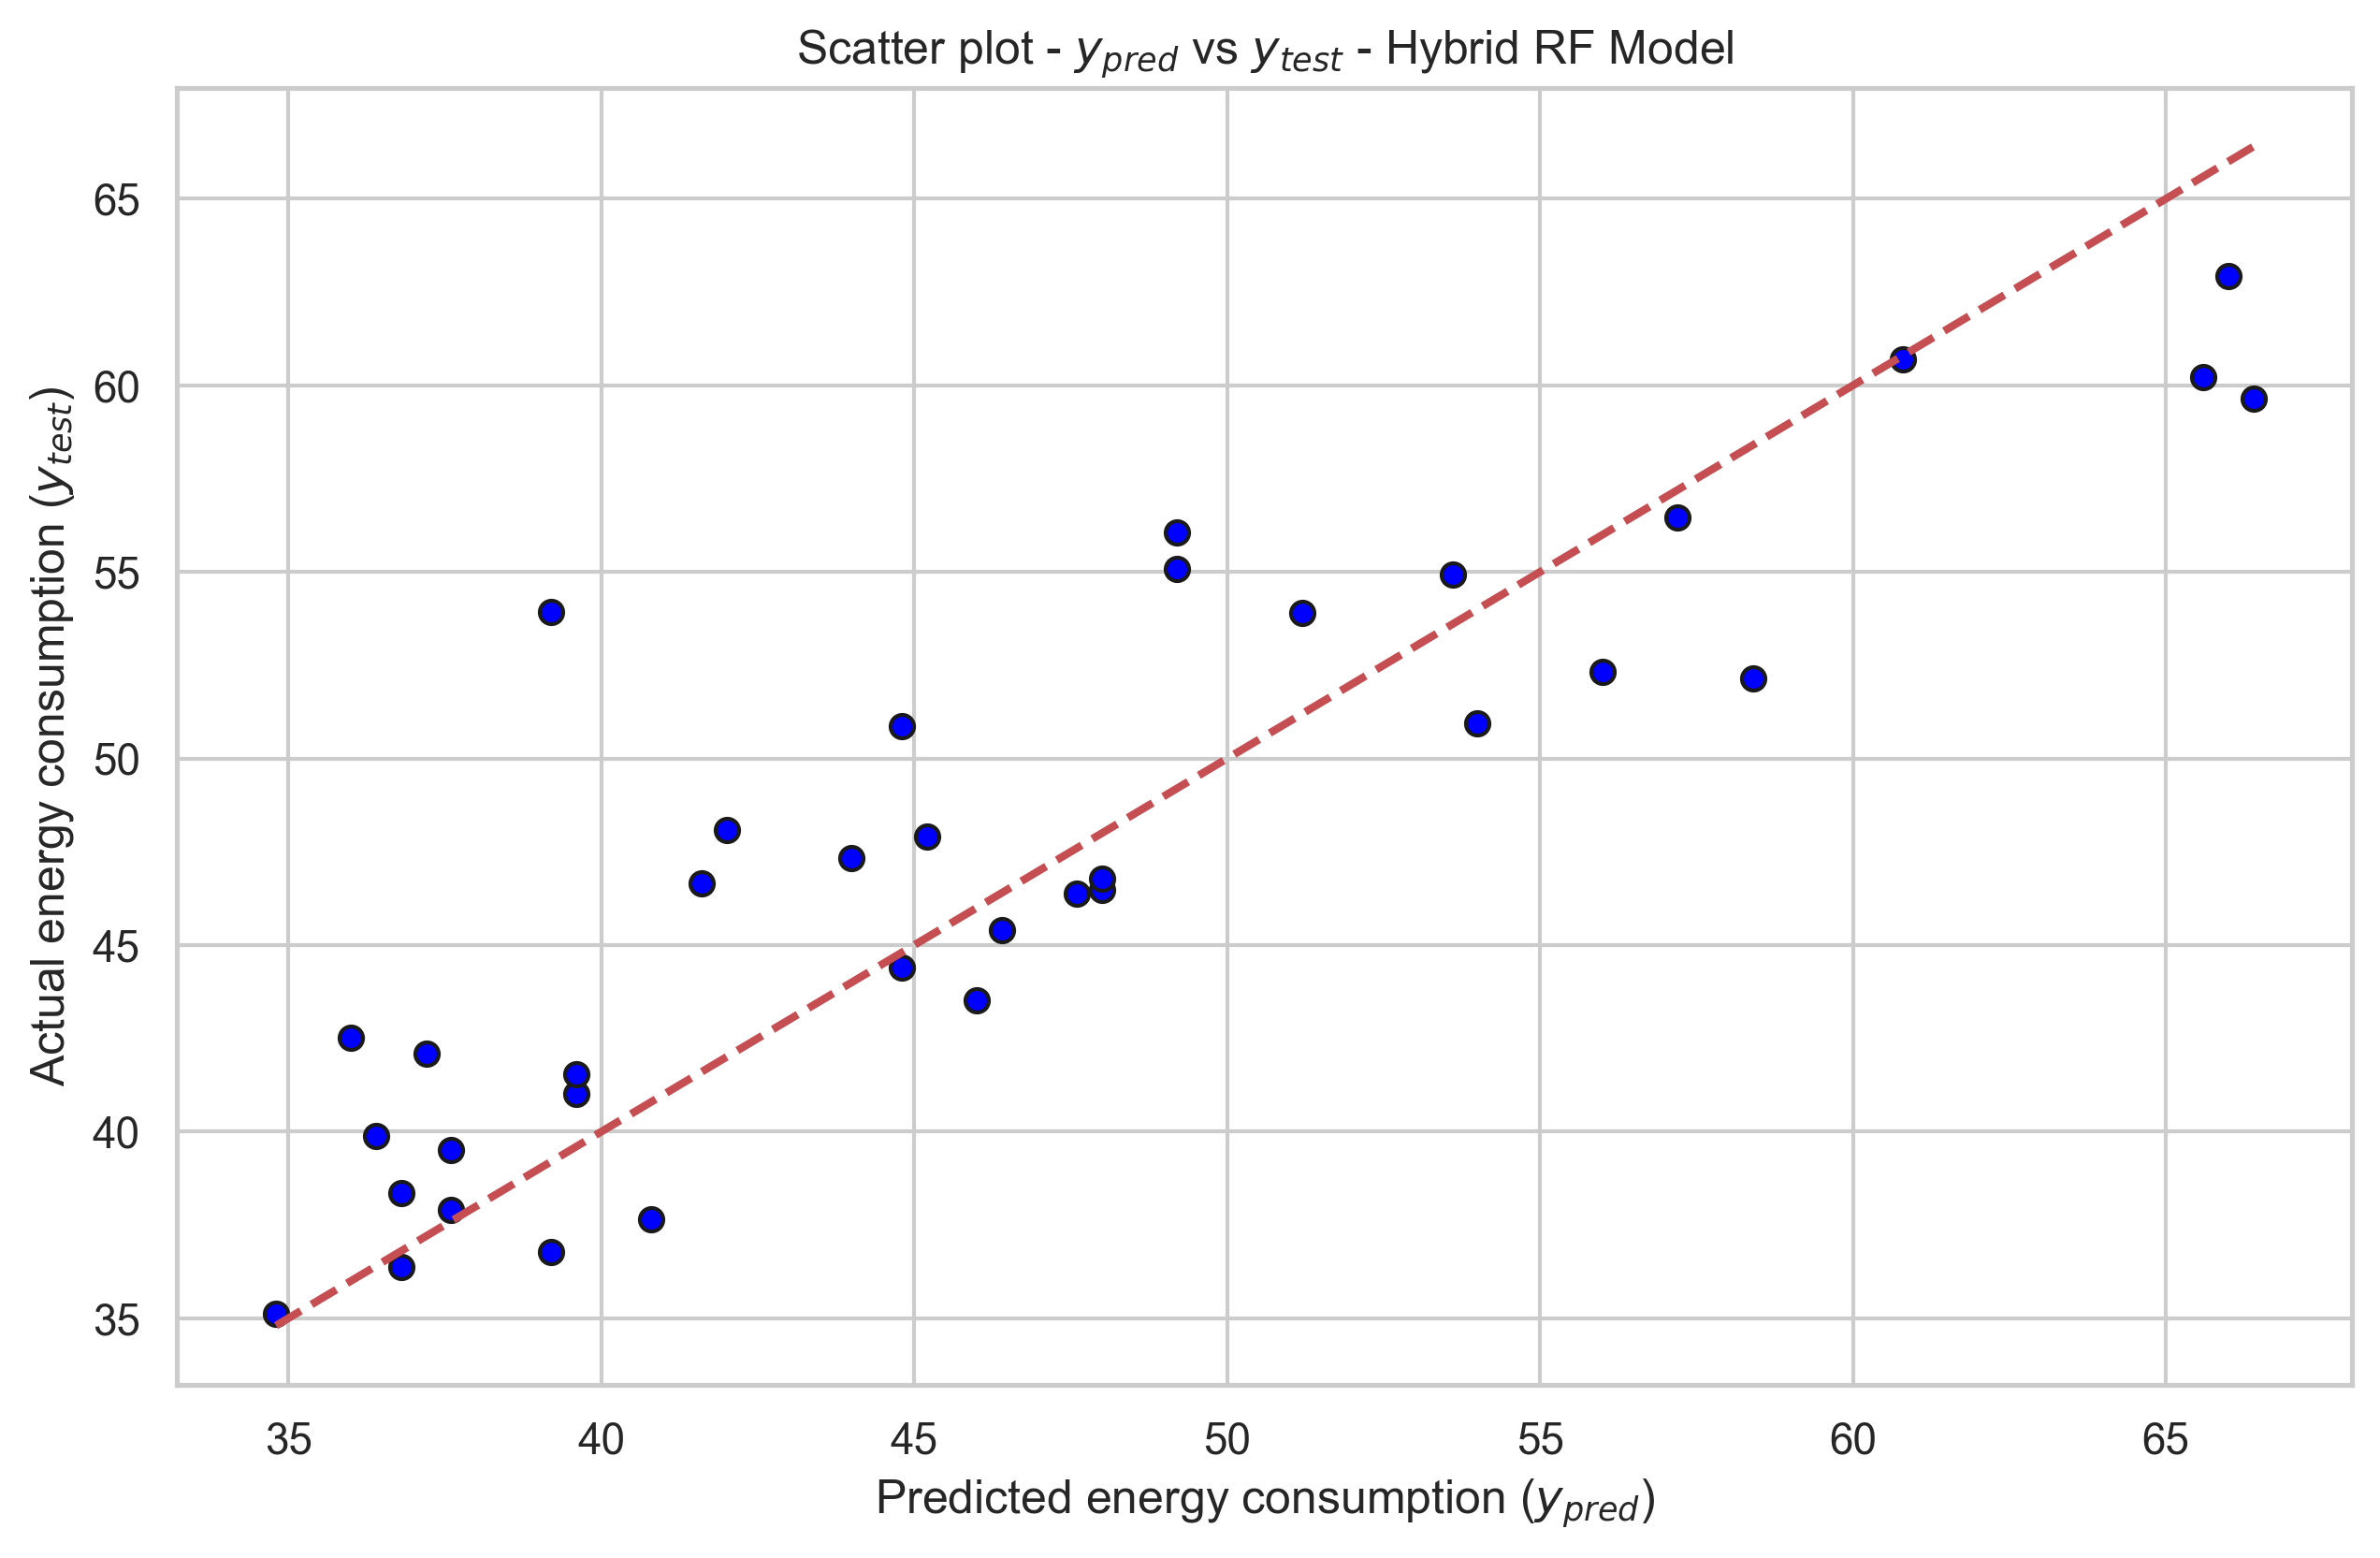 Scatter plot - y_pred vs y_test - Hybrid RF Model
Actual energy consumption (y_test)
65
60
55
50
45
40
35
35 40 45 50 55 60 65
Predicted energy consumption (y_pred)